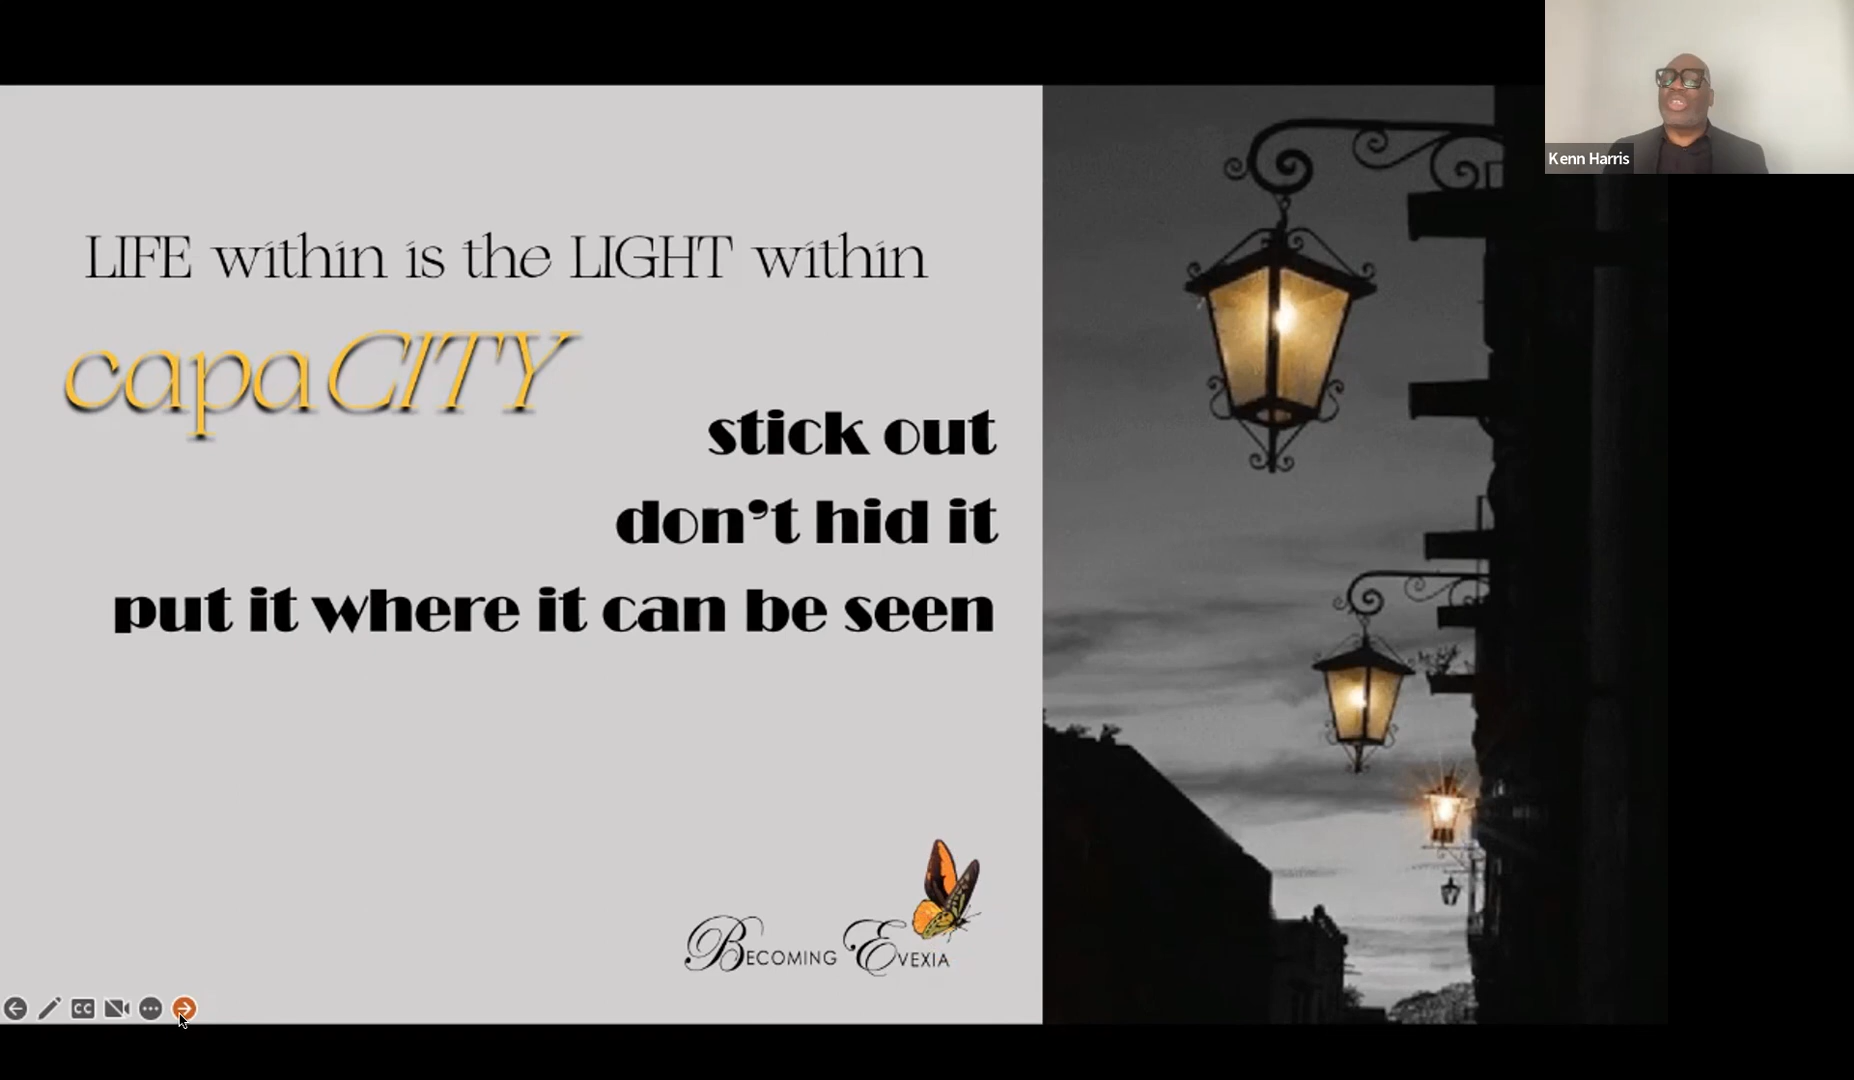 Kenn Harris
LIFE within is the LIGHT within
capaCITY
stick out
don't hid it
put it where it can be seen
BECOMING EVEXIA
CC